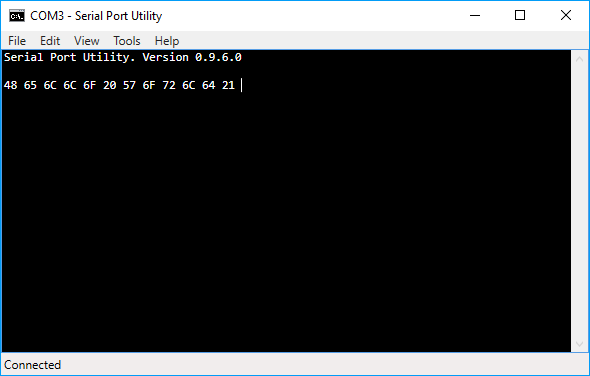 COM3 - Serial Port Utility
File Edit View Tools Help
Serial Port Utility. Version 0.9.6.0
48 65 6C 6C 6F 20 57 6F 72 6C 64 21
Connected